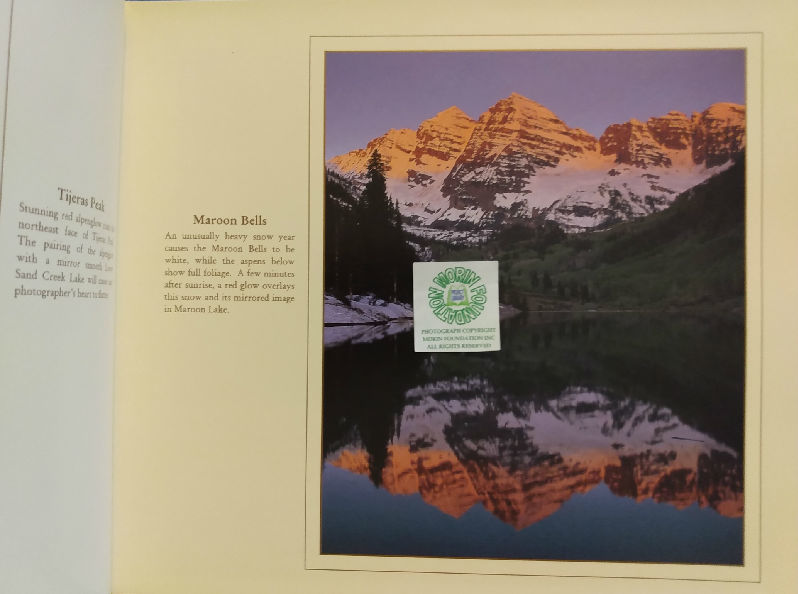 Tijeras Peak
Stunning red alpenglow
northeast face of Tijeras
The pairing of the
with a mirror smooth
Sand Creek Lake will
photographer's heart to flutter.
Maroon Bells
An unusually heavy snow year
causes the Maroon Bells to be
white, while the aspens below
show full foliage. A few minutes
after sunrise, a red glow overlays
this snow and its mirrored image
in Maroon Lake.
MORIN FOUNDATION
PHOTOGRAPH COPYRIGHT
MORIN FOUNDATION INC
ALL RIGHTS RESERVED